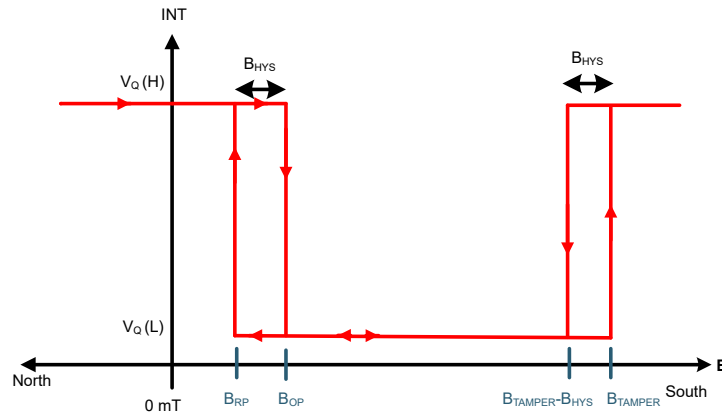 INT
B_HYS
B_HYS
V_Q (H)
V_Q (L)
B
North
South
0 mT
B_RP
B_OP
B_TAMPER-B_HYS
B_TAMPER